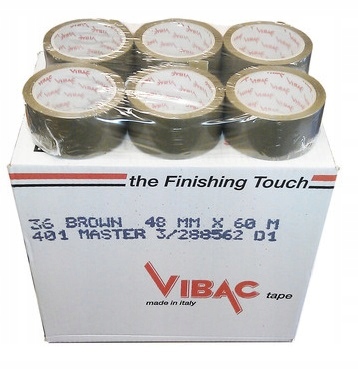 the Finishing Touch
36 BROWN 48 MM X 60 M
401 MASTER 3/288562 D1
VIBAC tape
made in italy